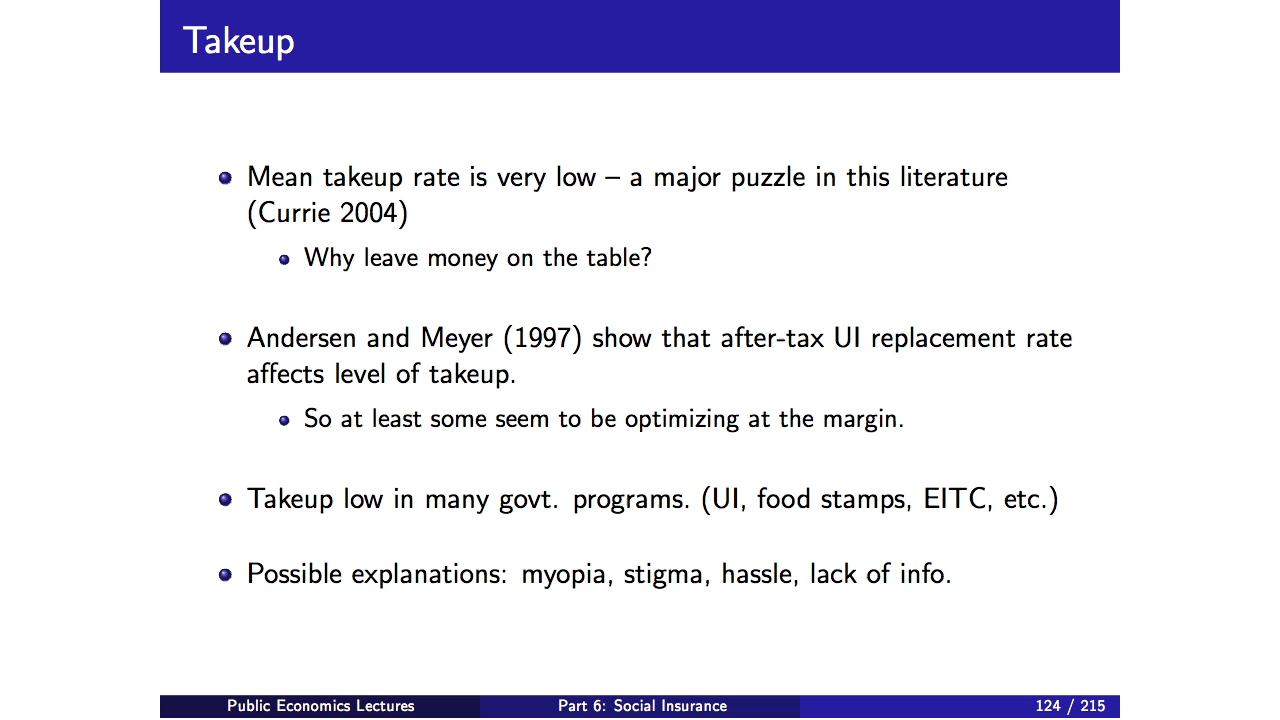 Takeup
Mean takeup rate is very low – a major puzzle in this literature
(Currie 2004)
Why leave money on the table?
Andersen and Meyer (1997) show that after-tax UI replacement rate
affects level of takeup.
So at least some seem to be optimizing at the margin.
Takeup low in many govt. programs. (UI, food stamps, EITC, etc.)
Possible explanations: myopia, stigma, hassle, lack of info.
Public Economics Lectures
Part 6: Social Insurance
124 / 215